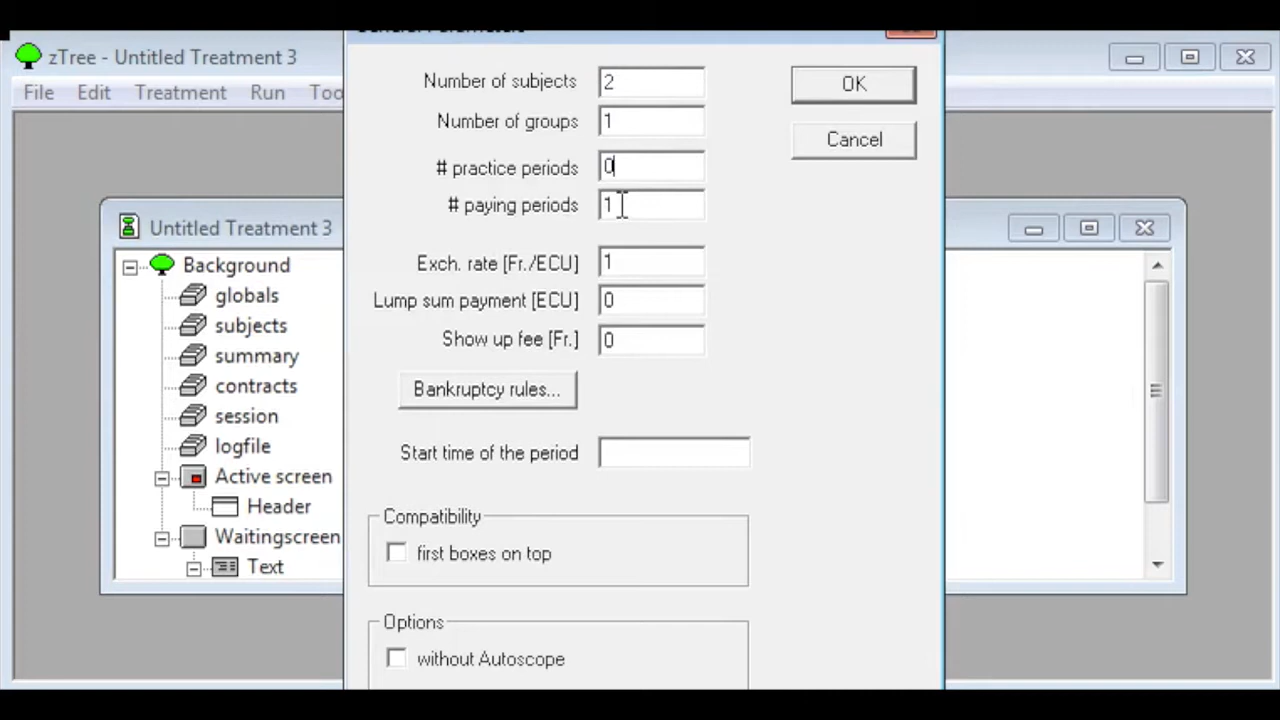 zTree - Untitled Treatment 3
File Edit Treatment Run Too
Number of subjects 2
OK
Number of groups 1
Cancel
# practice periods 0
# paying periods 1
Exch. rate [Fr./ECU] 1
Lump sum payment [ECU] 0
Show up fee [Fr.] 0
Bankruptcy rules...
Start time of the period
Compatibility
first boxes on top
Options
without Autoscope
Untitled Treatment 3
Background
globals
subjects
summary
contracts
session
logfile
Active screen
Header
Waitingscreen
Text